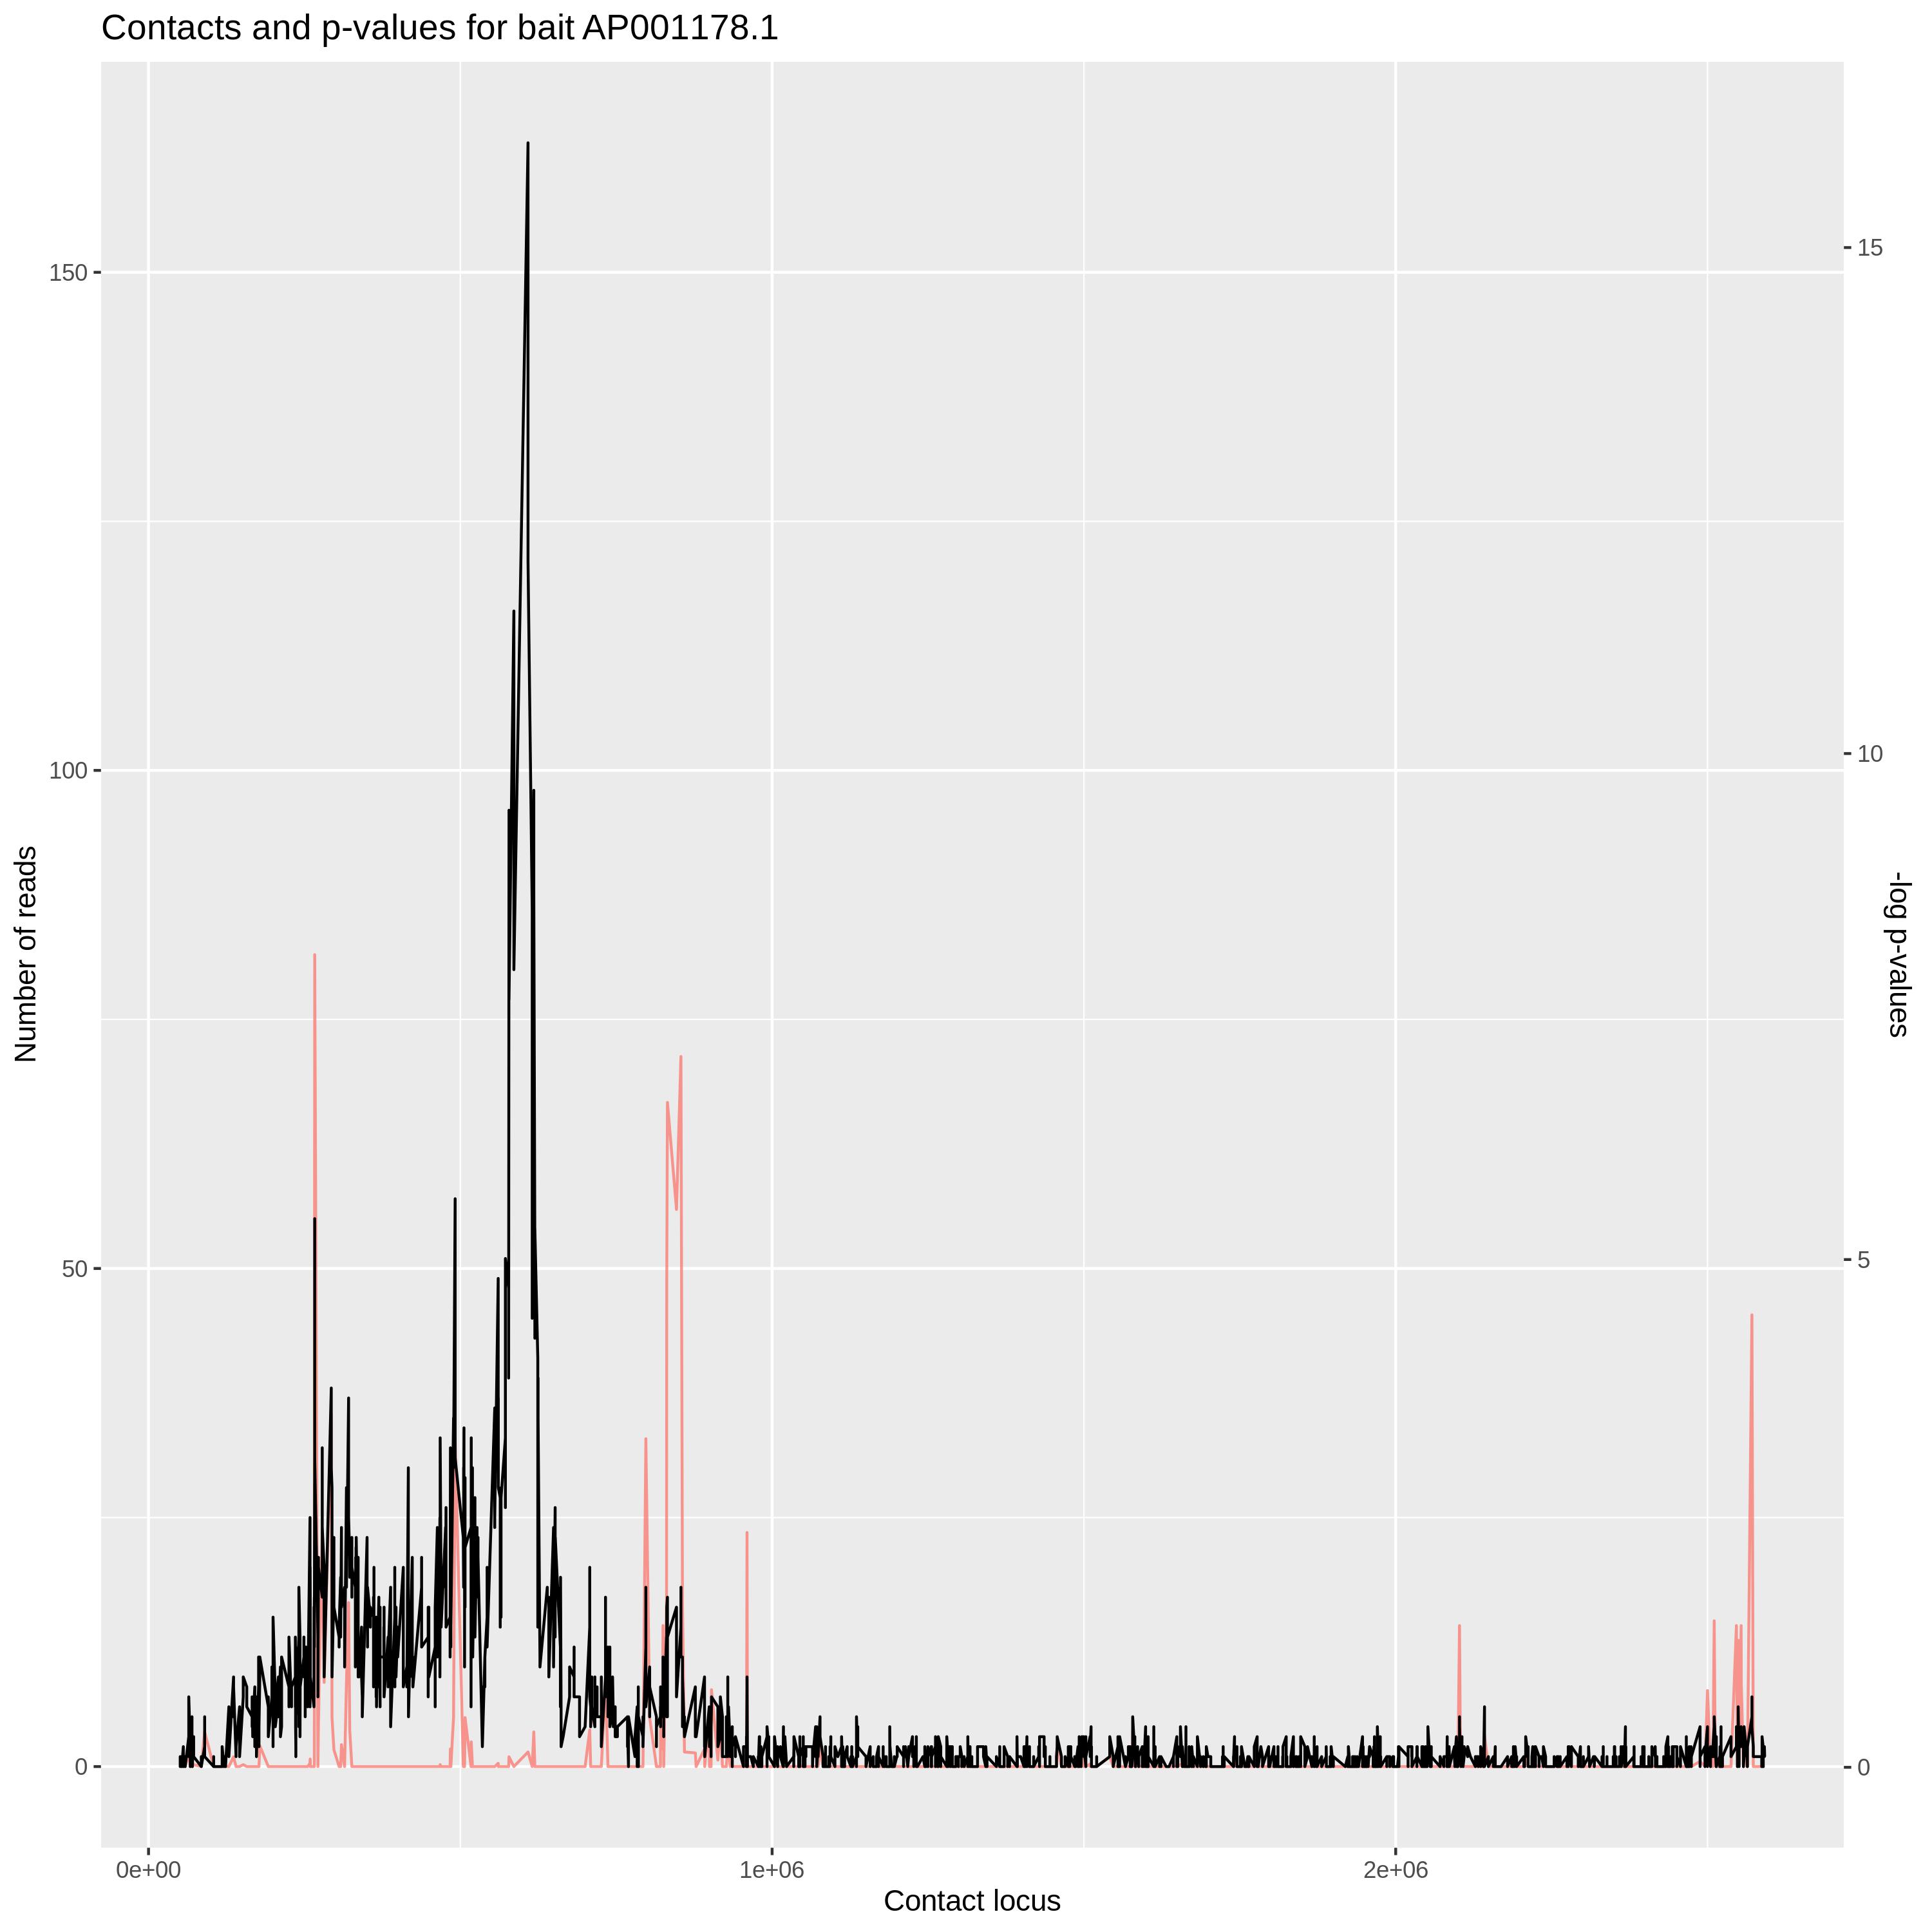 Contacts and p-values for bait AP001178.1
150
100
50
0
Number of reads
15
10
5
0
-log p-values
0e+00
1e+06
2e+06
Contact locus